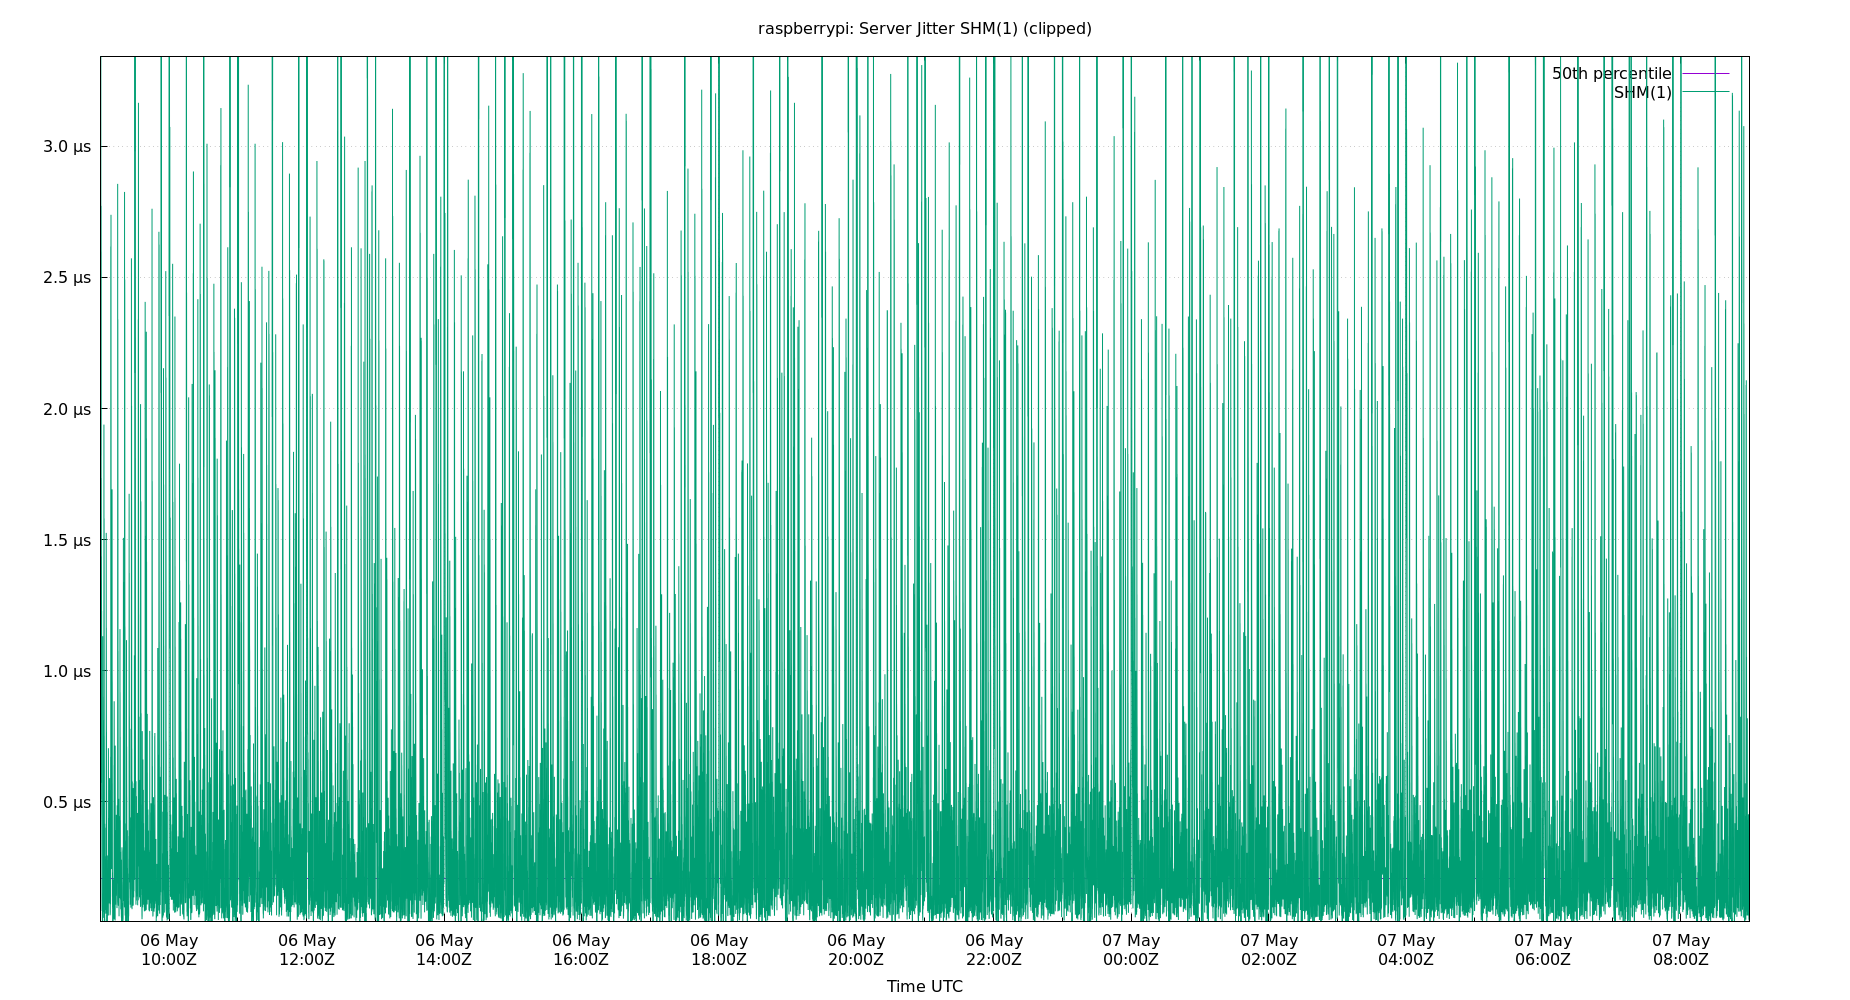 raspberrypi: Server Jitter SHM(1) (clipped)
50th percentile
SHM(1)
3.0 µs
2.5 µs
2.0 µs
1.5 µs
1.0 µs
0.5 µs
06 May 06 May 06 May 06 May 06 May 06 May 06 May 07 May 07 May 07 May 07 May 07 May
10:00Z 12:00Z 14:00Z 16:00Z 18:00Z 20:00Z 22:00Z 00:00Z 02:00Z 04:00Z 06:00Z 08:00Z
Time UTC